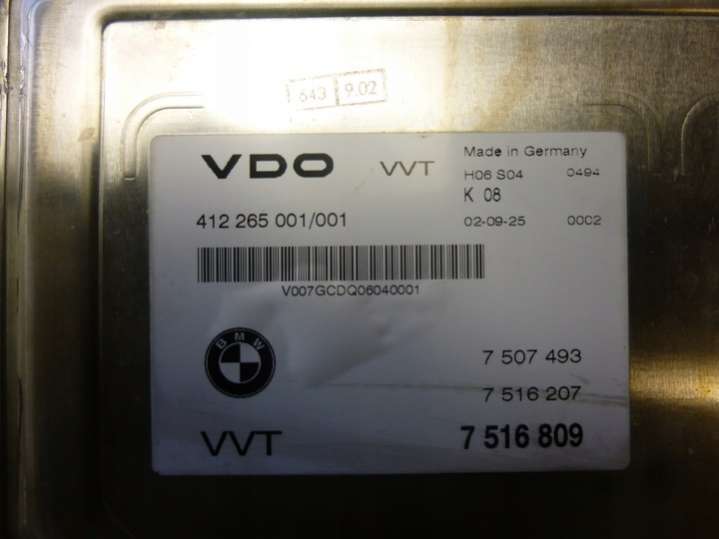 643 9.02
VDO VVT Made in Germany
H06 S04 0494
K 08
412 265 001/001 02-09-25 00C2
V007GCDQ06040001
BMW
7 507 493
7 516 207
VVT 7 516 809